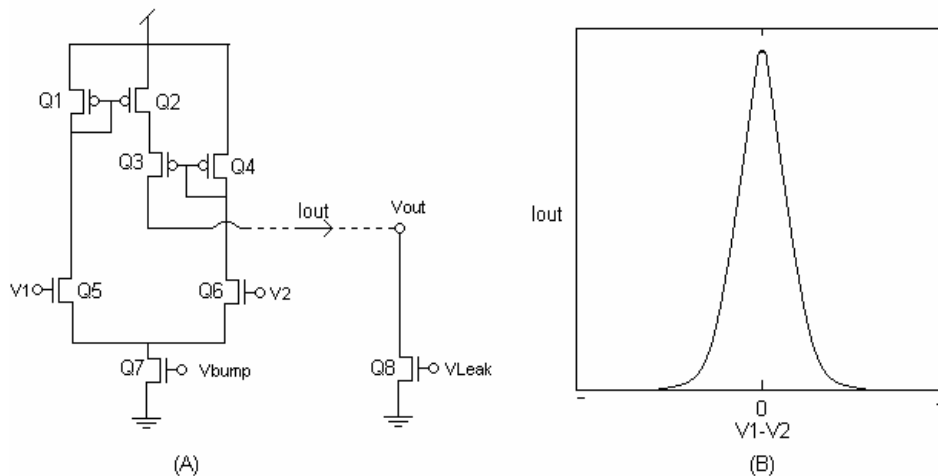 Q1
Q2
Q3
Q4
Iout
Vout
V1
Q5
Q6
V2
Q7
Vbump
Q8
VLeak
(A)
Iout
-
0
V1-V2
(B)